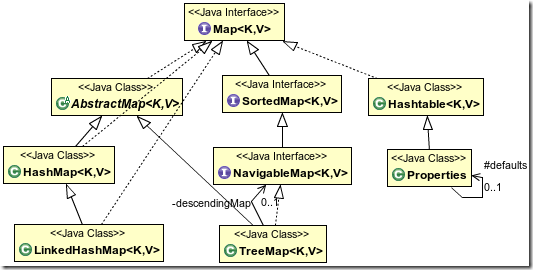 <<Java Interface>>
Map<K,V>
<<Java Class>>
AbstractMap<K,V>
<<Java Interface>>
SortedMap<K,V>
<<Java Class>>
Hashtable<K,V>
<<Java Class>>
HashMap<K,V>
<<Java Interface>>
NavigableMap<K,V>
<<Java Class>>
Properties
#defaults
0..1
-descendingMap
0..1
<<Java Class>>
LinkedHashMap<K,V>
<<Java Class>>
TreeMap<K,V>